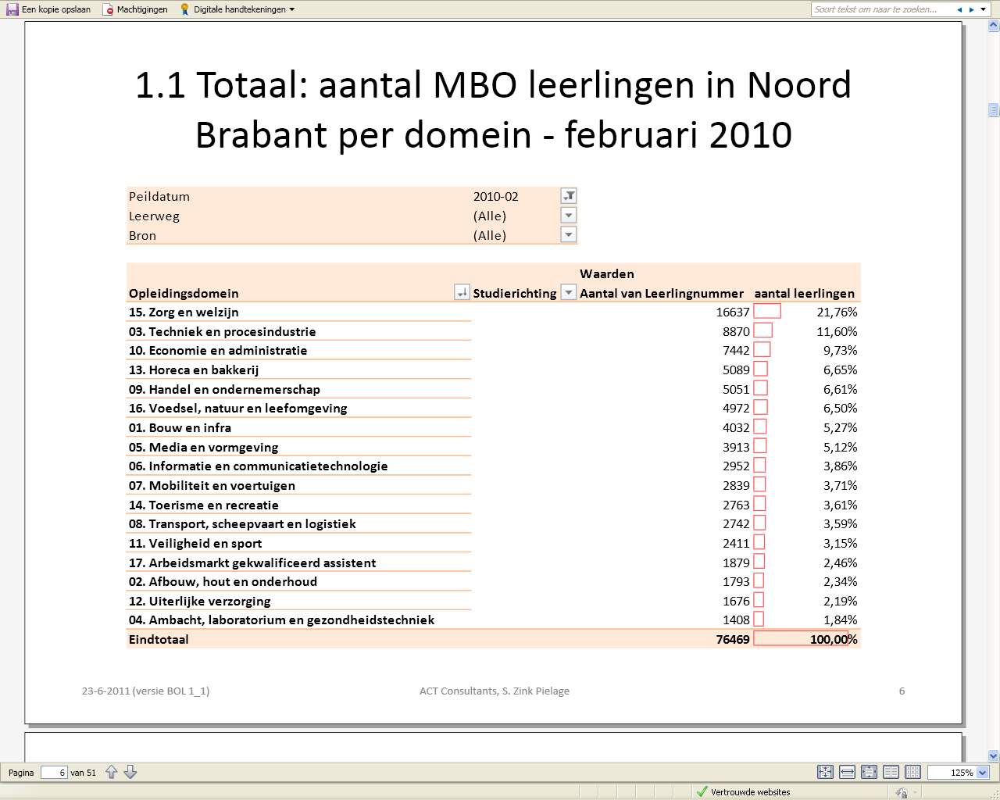 Een kopie opslaan Machtigingen Digitale handtekeningen Soort tekst om naar te zoeken...
1.1 Totaal: aantal MBO leerlingen in Noord
Brabant per domein - februari 2010
Peildatum 2010-02
Leerweg (Alle)
Bron (Alle)
Waarden
Opleidingsdomein Studierichting Aantal van Leerlingnummer aantal leerlingen
15. Zorg en welzijn 16637 21,76%
03. Techniek en procesindustrie 8870 11,60%
10. Economie en administratie 7442 9,73%
13. Horeca en bakkerij 5089 6,65%
09. Handel en ondernemerschap 5051 6,61%
16. Voedsel, natuur en leefomgeving 4972 6,50%
01. Bouw en infra 4032 5,27%
05. Media en vormgeving 3913 5,12%
06. Informatie en communicatietechnologie 2952 3,86%
07. Mobiliteit en voertuigen 2839 3,71%
14. Toerisme en recreatie 2763 3,61%
08. Transport, scheepvaart en logistiek 2742 3,59%
11. Veiligheid en sport 2411 3,15%
17. Arbeidsmarkt gekwalificeerd assistent 1879 2,46%
02. Afbouw, hout en onderhoud 1793 2,34%
12. Uiterlijke verzorging 1676 2,19%
04. Ambacht, laboratorium en gezondheidstechniek 1408 1,84%
Eindtotaal 76469 100,00%
23-6-2011 (versie BOL 1_1) ACT Consultants, S. Zink Pielage 6
Pagina 6 van 51 125%
Vertrouwde websites